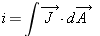 i = ∫ J⃗ · dA⃗